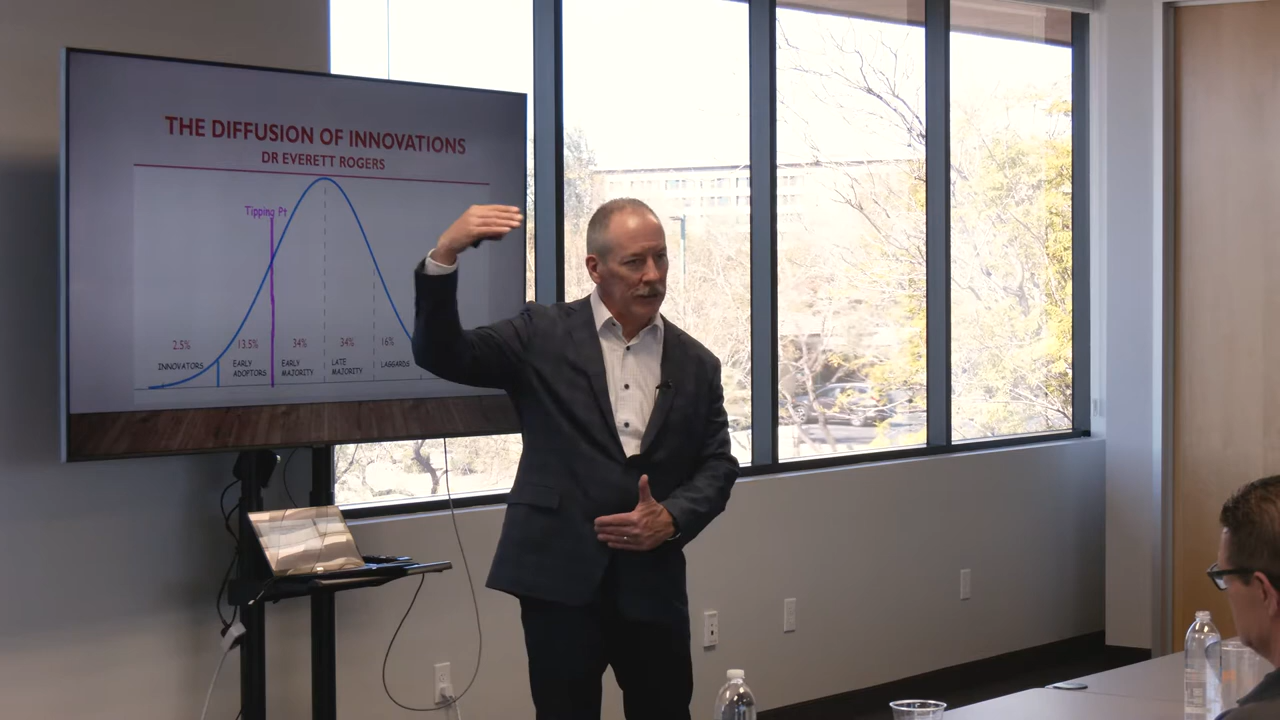 THE DIFFUSION OF INNOVATIONS
DR EVERETT ROGERS
Tipping Pt
2.5%
13.5%
34%
34%
16%
INNOVATORS
EARLY
ADOPTORS
EARLY
MAJORITY
LATE
MAJORITY
LAGGARDS